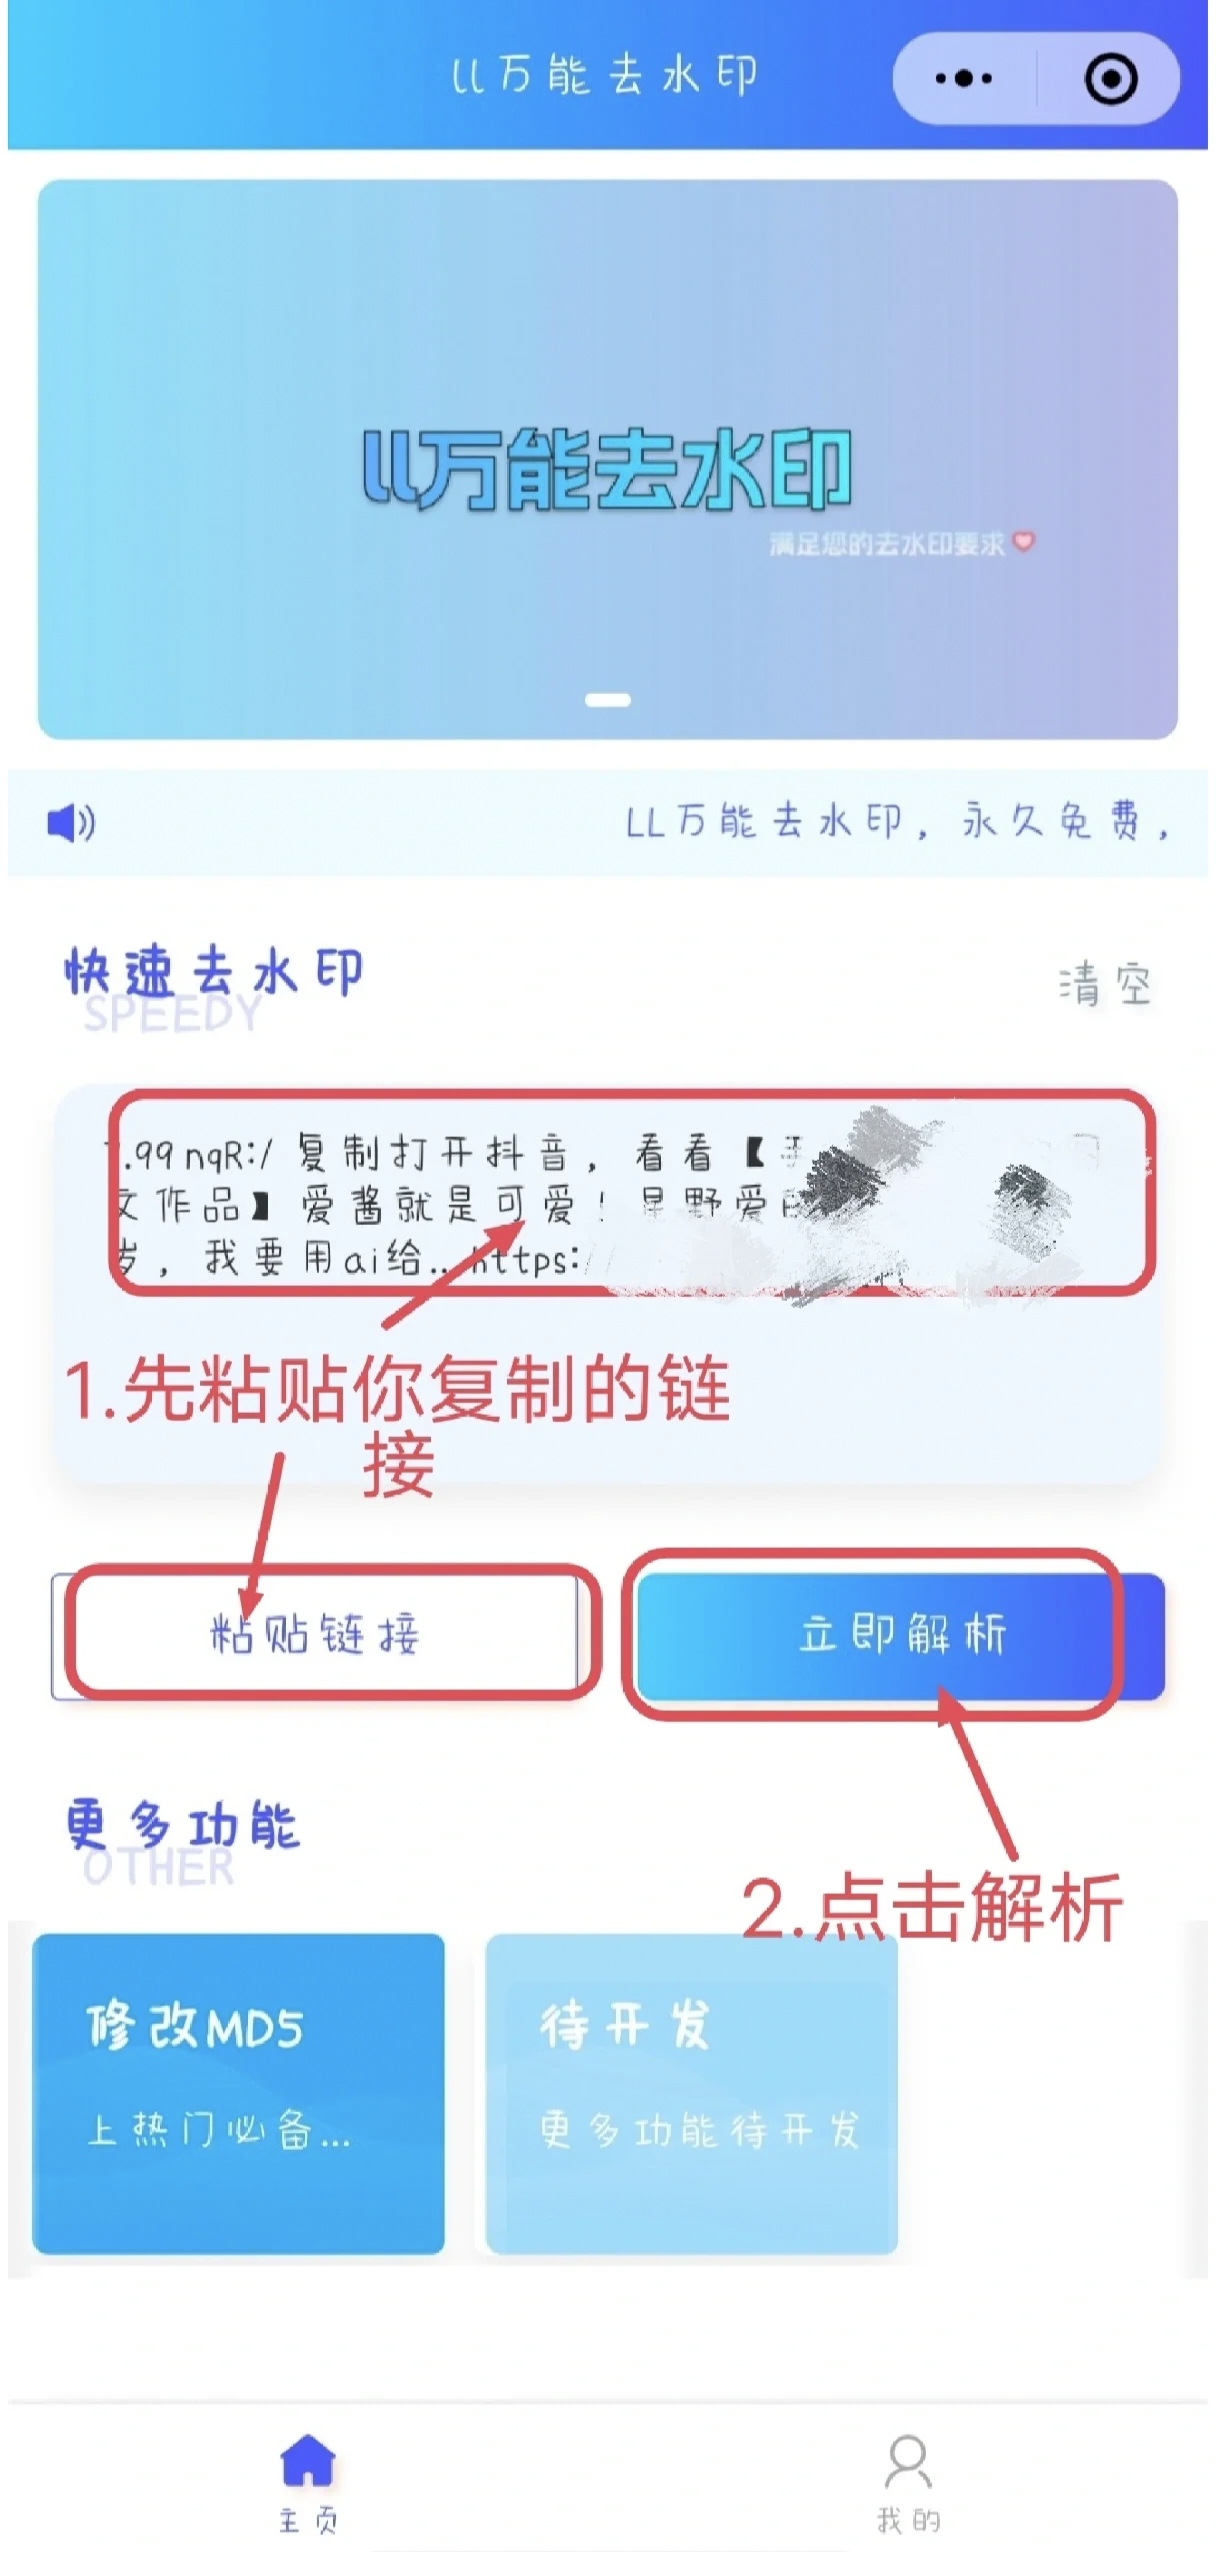 ll万能去水印
ll万能去水印
满足您的去水印要求
LL万能去水印，永久免费，
快速去水印
SPEEDY
清空
.99 nqR:/ 复制打开抖音，看看【
文作品】爱酱就是可爱！星野爱
岁，我要用ai给... https:/
1.先粘贴你复制的链
接
粘贴链接
立即解析
更多功能
OTHER
2.点击解析
修改MD5
上热门必备...
待开发
更多功能待开发
主页
我的